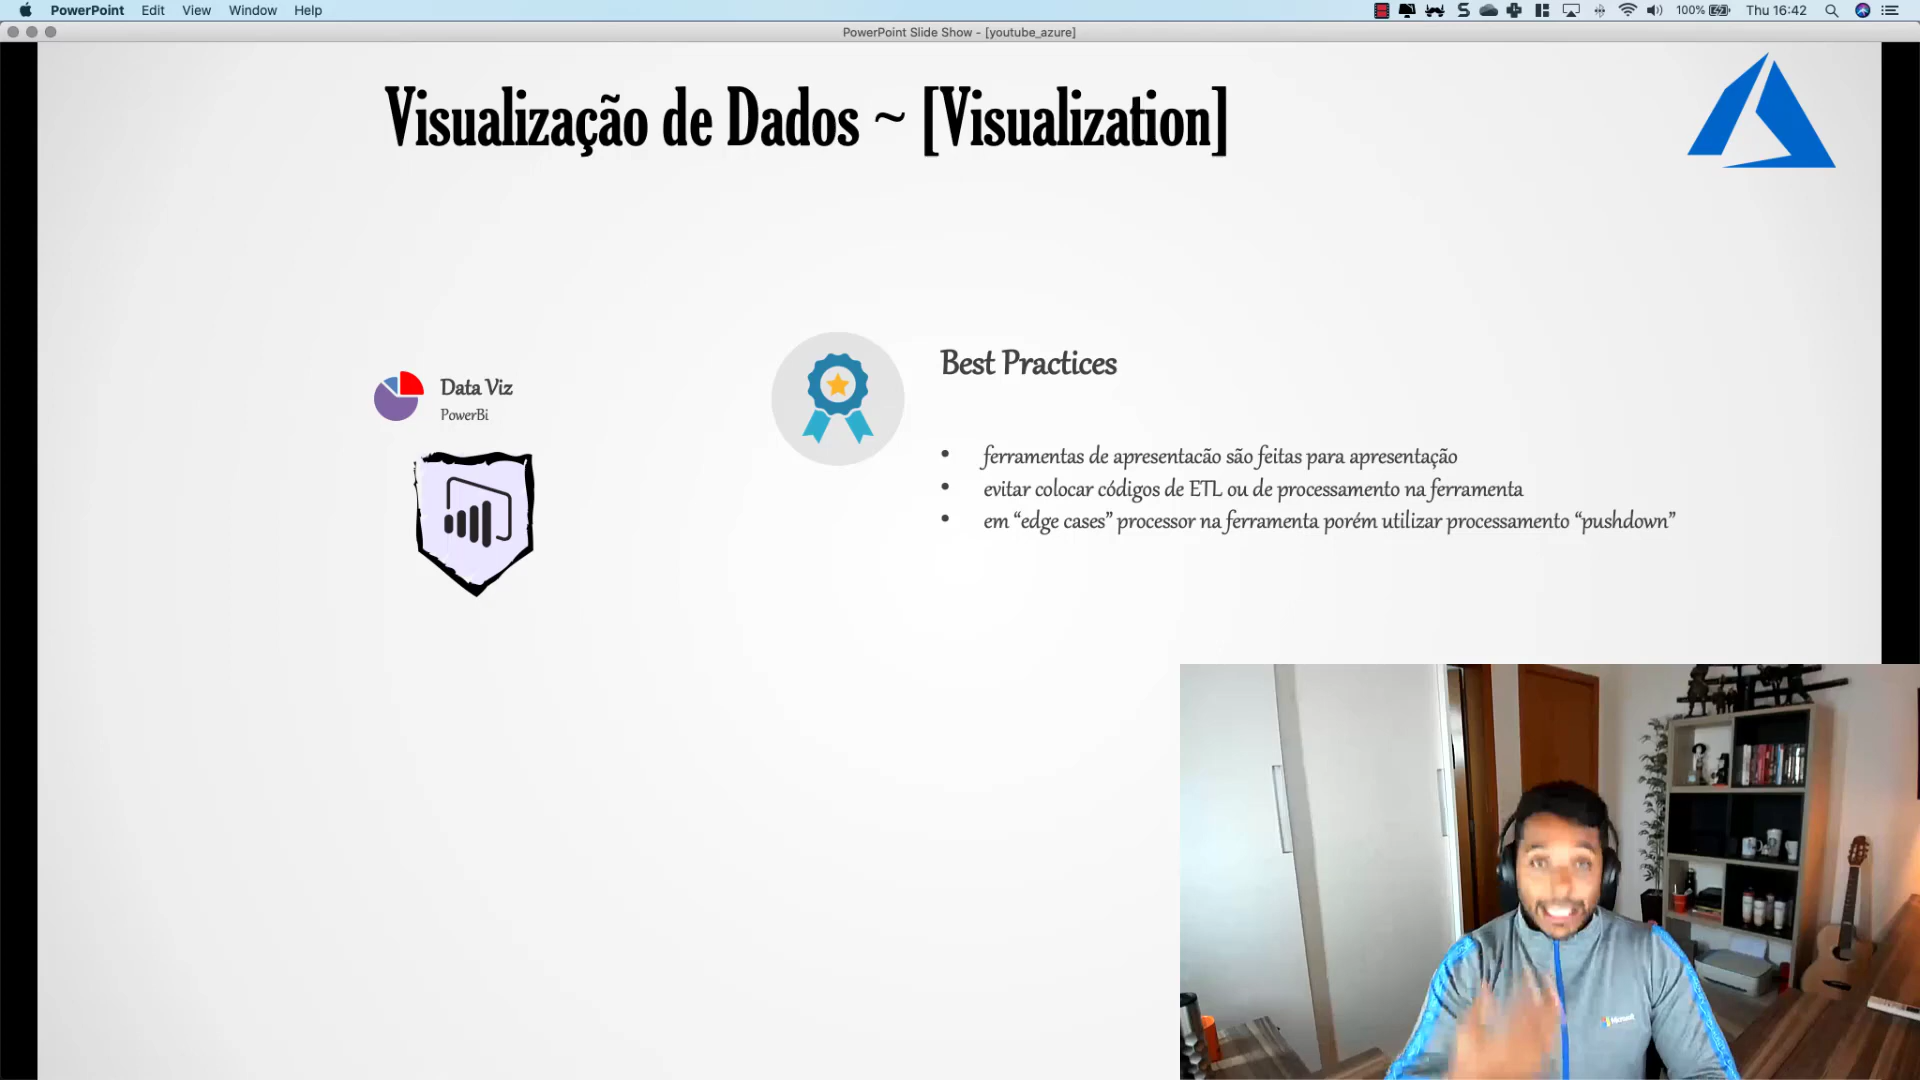 PowerPoint Edit View Window Help
100% Thu 16:42
PowerPoint Slide Show - [youtube_azure]
Visualização de Dados ~ [Visualization]
Data Viz
PowerBi
Best Practices
• ferramentas de apresentacão são feitas para apresentação
• evitar colocar códigos de ETL ou de processamento na ferramenta
• em “edge cases” processor na ferramenta porém utilizar processamento “pushdown”
Microsoft